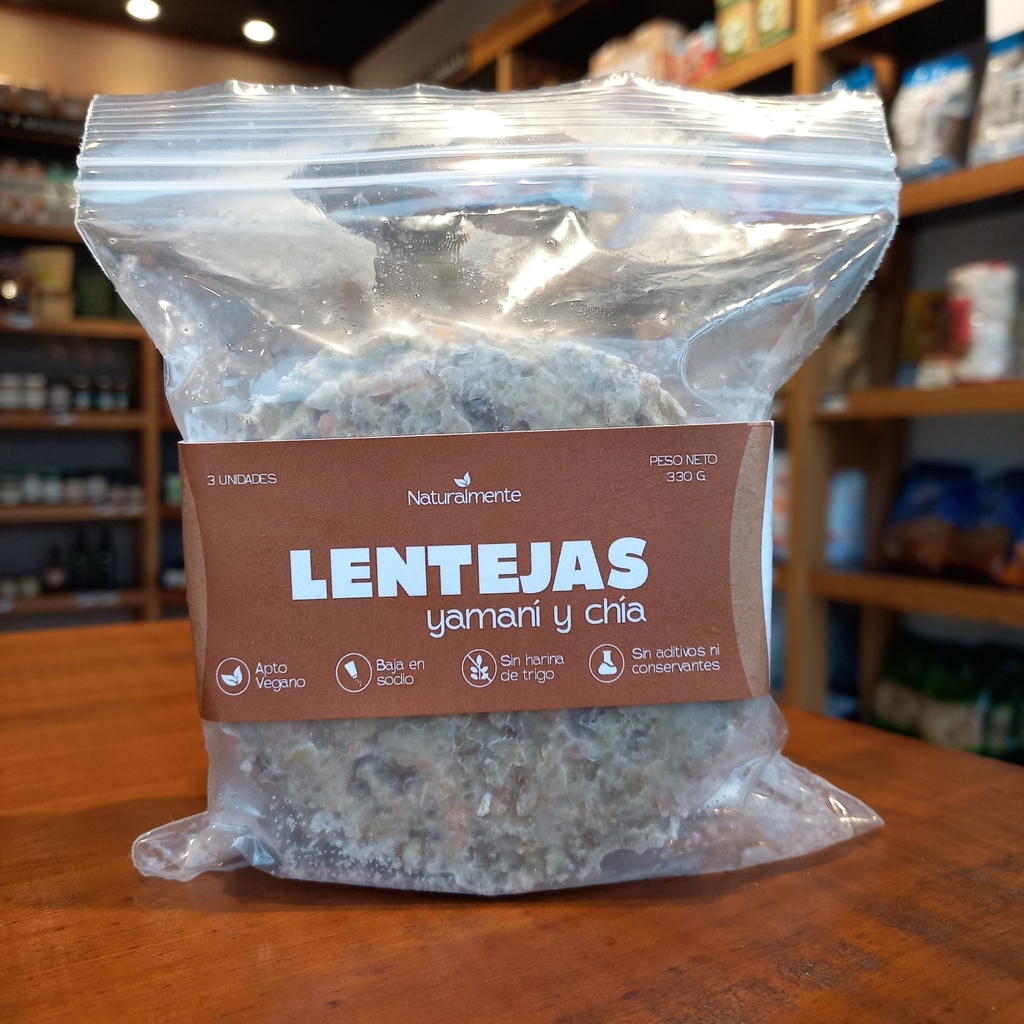 3 UNIDADES
PESO NETO
330 G.
Naturalmente
LENTEJAS
yamaní y chía
Apto
Vegano
Baja en
sodio
Sin harina
de trigo
Sin aditivos ni
conservantes